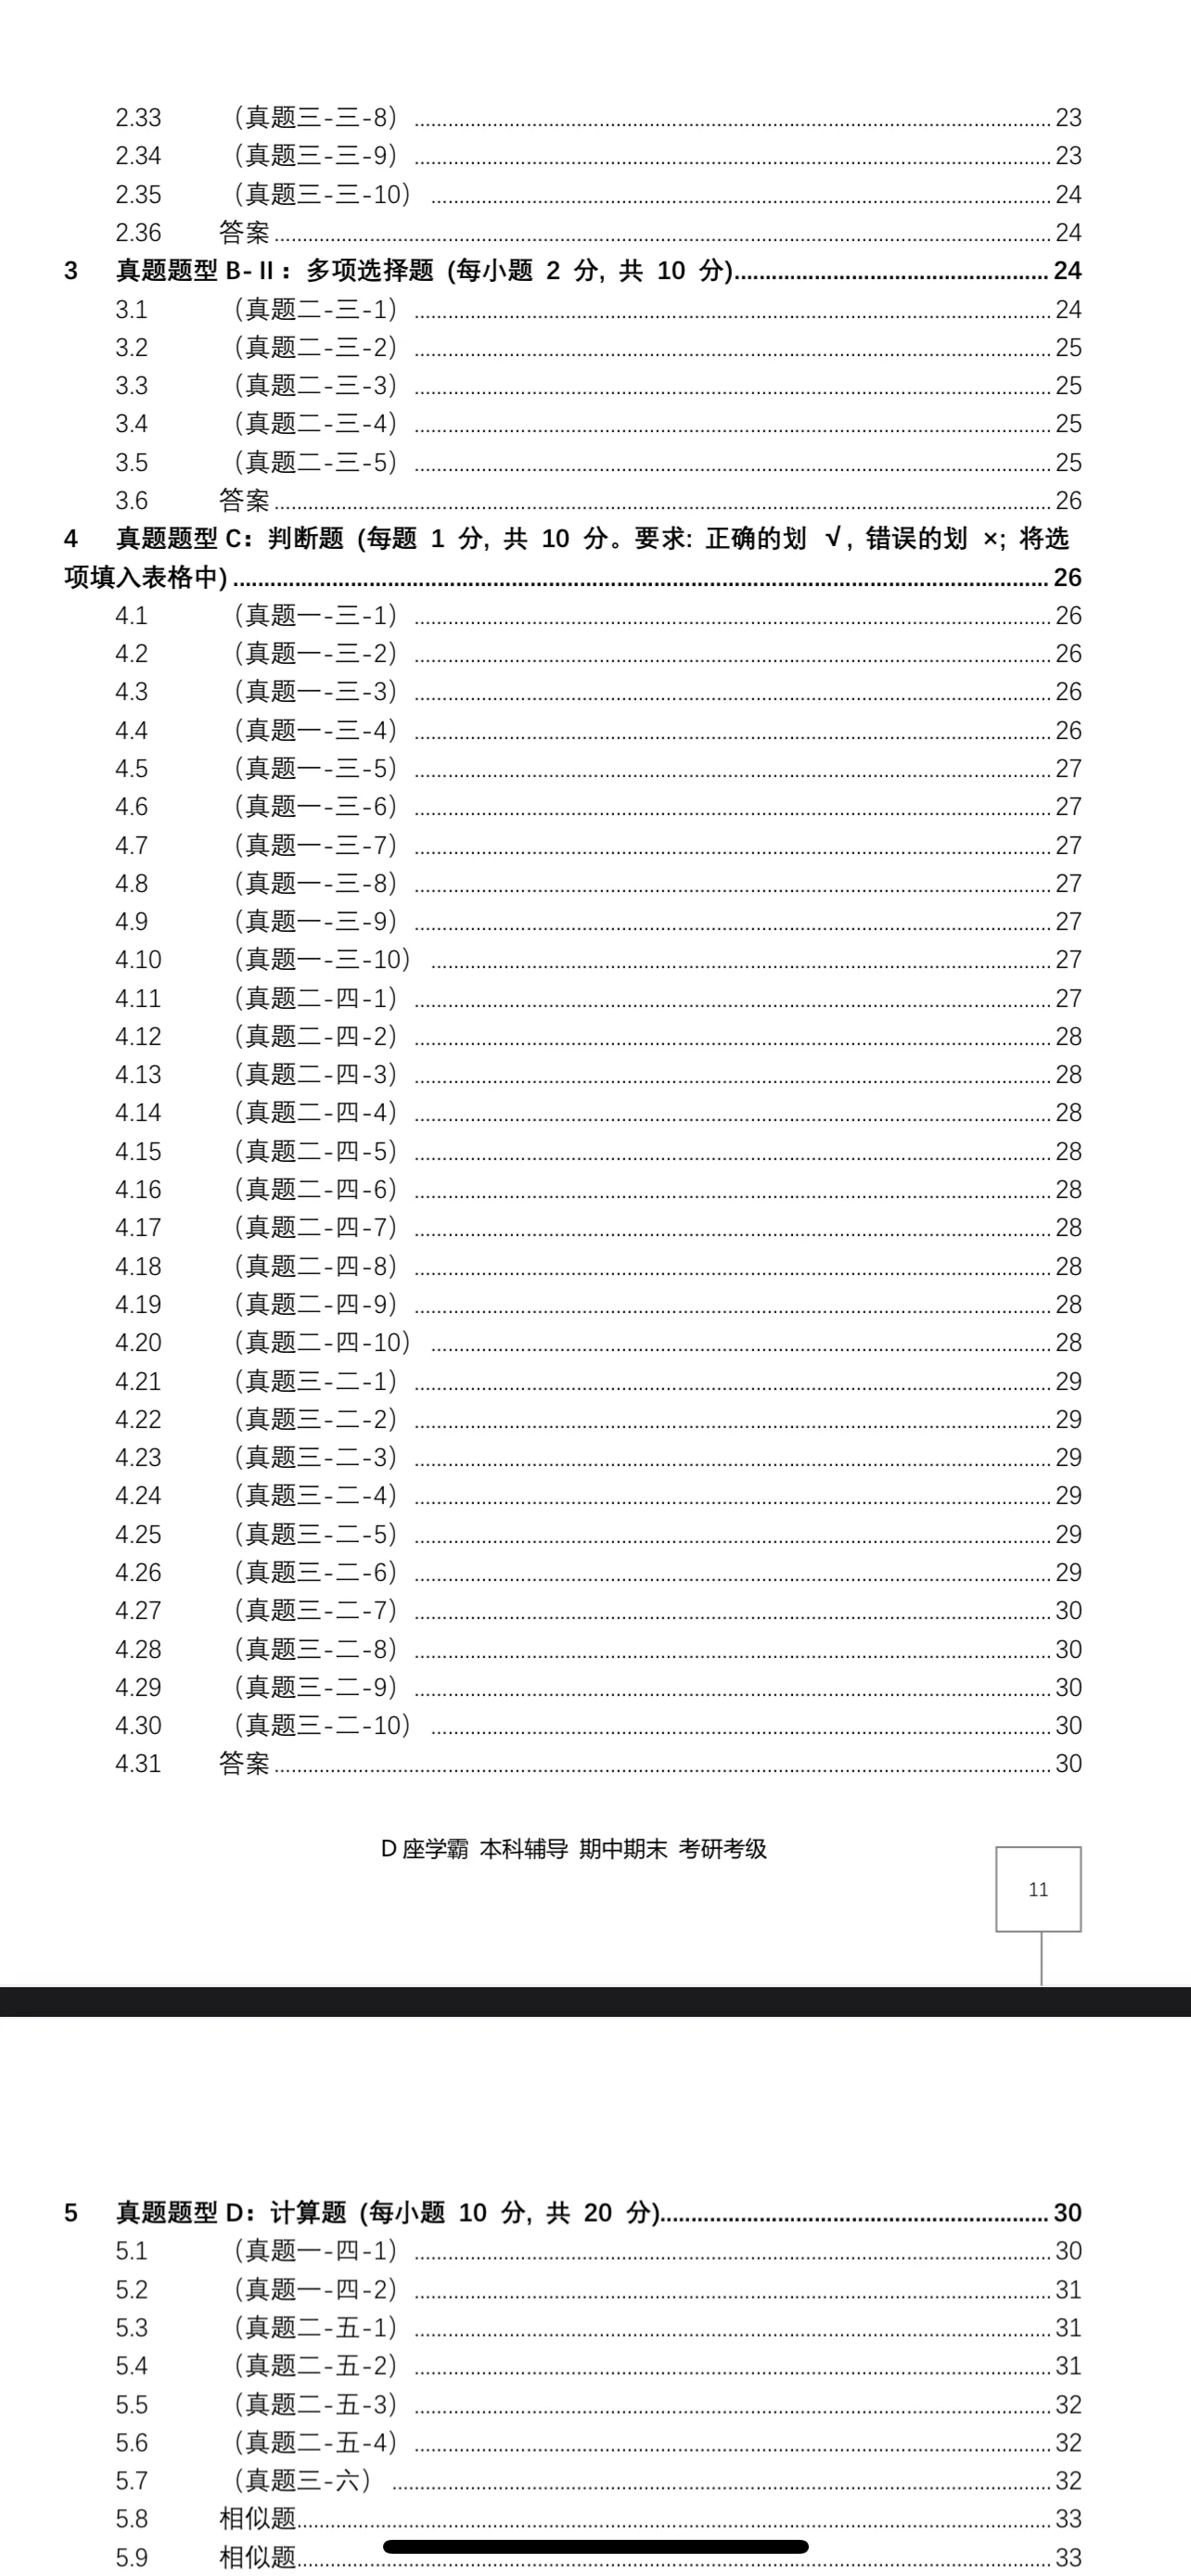 2.33 （真题三-三-8） 23
2.34 （真题三-三-9） 23
2.35 （真题三-三-10） 24
2.36 答案 24
3 真题题型 B-Ⅱ：多项选择题 (每小题 2 分, 共 10 分) 24
3.1 （真题二-三-1） 24
3.2 （真题二-三-2） 25
3.3 （真题二-三-3） 25
3.4 （真题二-三-4） 25
3.5 （真题二-三-5） 25
3.6 答案 26
4 真题题型 C：判断题 (每题 1 分, 共 10 分。要求: 正确的划 √, 错误的划 ×; 将选
项填入表格中) 26
4.1 （真题一-三-1） 26
4.2 （真题一-三-2） 26
4.3 （真题一-三-3） 26
4.4 （真题一-三-4） 26
4.5 （真题一-三-5） 27
4.6 （真题一-三-6） 27
4.7 （真题一-三-7） 27
4.8 （真题一-三-8） 27
4.9 （真题一-三-9） 27
4.10 （真题一-三-10） 27
4.11 （真题二-四-1） 27
4.12 （真题二-四-2） 28
4.13 （真题二-四-3） 28
4.14 （真题二-四-4） 28
4.15 （真题二-四-5） 28
4.16 （真题二-四-6） 28
4.17 （真题二-四-7） 28
4.18 （真题二-四-8） 28
4.19 （真题二-四-9） 28
4.20 （真题二-四-10） 28
4.21 （真题三-二-1） 29
4.22 （真题三-二-2） 29
4.23 （真题三-二-3） 29
4.24 （真题三-二-4） 29
4.25 （真题三-二-5） 29
4.26 （真题三-二-6） 29
4.27 （真题三-二-7） 30
4.28 （真题三-二-8） 30
4.29 （真题三-二-9） 30
4.30 （真题三-二-10） 30
4.31 答案 30
D 座学霸 本科辅导 期中期末 考研考级
11
5 真题题型 D：计算题 (每小题 10 分, 共 20 分) 30
5.1 （真题一-四-1） 30
5.2 （真题一-四-2） 31
5.3 （真题二-五-1） 31
5.4 （真题二-五-2） 31
5.5 （真题二-五-3） 32
5.6 （真题二-五-4） 32
5.7 （真题三-六） 32
5.8 相似题 33
5.9 相似题 33